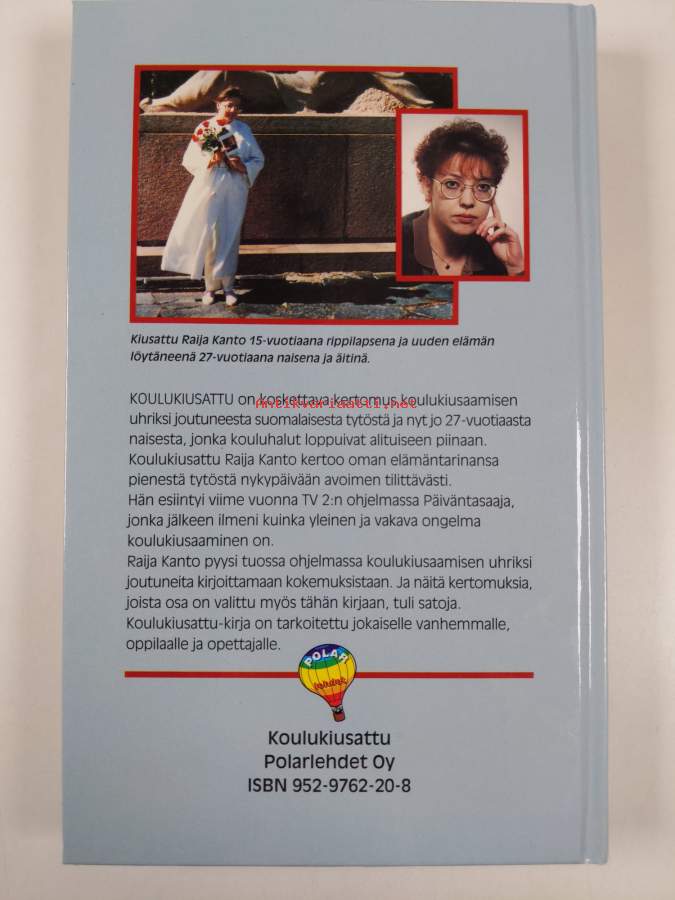 Kiusattu Raija Kanto 15-vuotiaana rippilapsena ja uuden elämän
löytäneenä 27-vuotiaana naisena ja äitinä.
KOULUKIUSATTU on koskettava kertomus koulukiusaamisen
antikvariaatti.net
uhriksi joutuneesta suomalaisesta tytöstä ja nyt jo 27-vuotiaasta
naisesta, jonka kouluhalut loppuivat alituiseen piinaan.
Koulukiusattu Raija Kanto kertoo oman elämäntarinansa
pienestä tytöstä nykypäivään avoimen tilittävästi.
Hän esiintyi viime vuonna TV 2:n ohjelmassa Päiväntasaaja,
jonka jälkeen ilmeni kuinka yleinen ja vakava ongelma
koulukiusaaminen on.
Raija Kanto pyysi tuossa ohjelmassa koulukiusaamisen uhriksi
joutuneita kirjoittamaan kokemuksistaan. Ja näitä kertomuksia,
joista osa on valittu myös tähän kirjaan, tuli satoja.
Koulukiusattu-kirja on tarkoitettu jokaiselle vanhemmalle,
oppilaalle ja opettajalle.
POLAR
lehdet
Koulukiusattu
Polarlehdet Oy
ISBN 952-9762-20-8